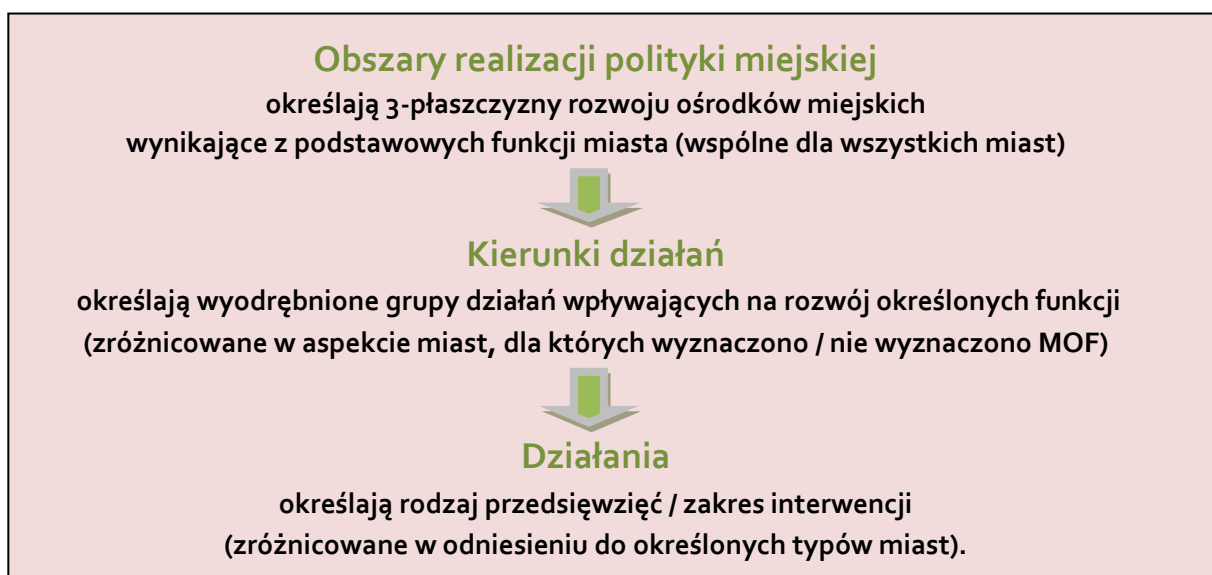 Obszary realizacji polityki miejskiej
określają 3-płaszczyzny rozwoju ośrodków miejskich
wynikające z podstawowych funkcji miasta (wspólne dla wszystkich miast)
Kierunki działań
określają wyodrębnione grupy działań wpływających na rozwój określonych funkcji
(zróżnicowane w aspekcie miast, dla których wyznaczono / nie wyznaczono MOF)
Działania
określają rodzaj przedsięwzięć / zakres interwencji
(zróżnicowane w odniesieniu do określonych typów miast).